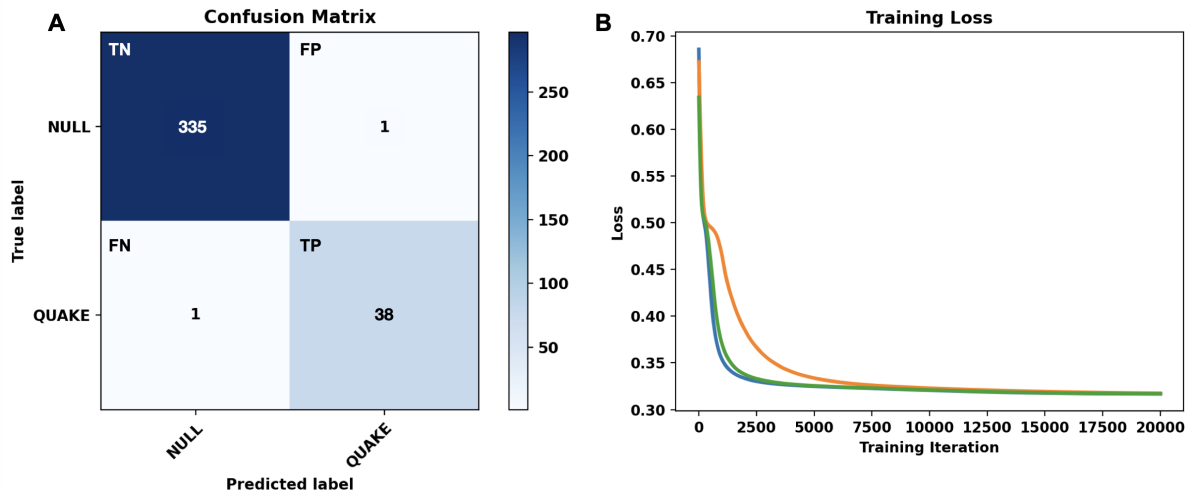 A
Confusion Matrix
TN
FP
NULL
335
1
FN
TP
QUAKE
1
38
NULL
QUAKE
True label
Predicted label
250
200
150
100
50
B
Training Loss
0.70
0.65
0.60
0.55
0.50
0.45
0.40
0.35
0.30
Loss
0 2500 5000 7500 10000 12500 15000 17500 20000
Training Iteration